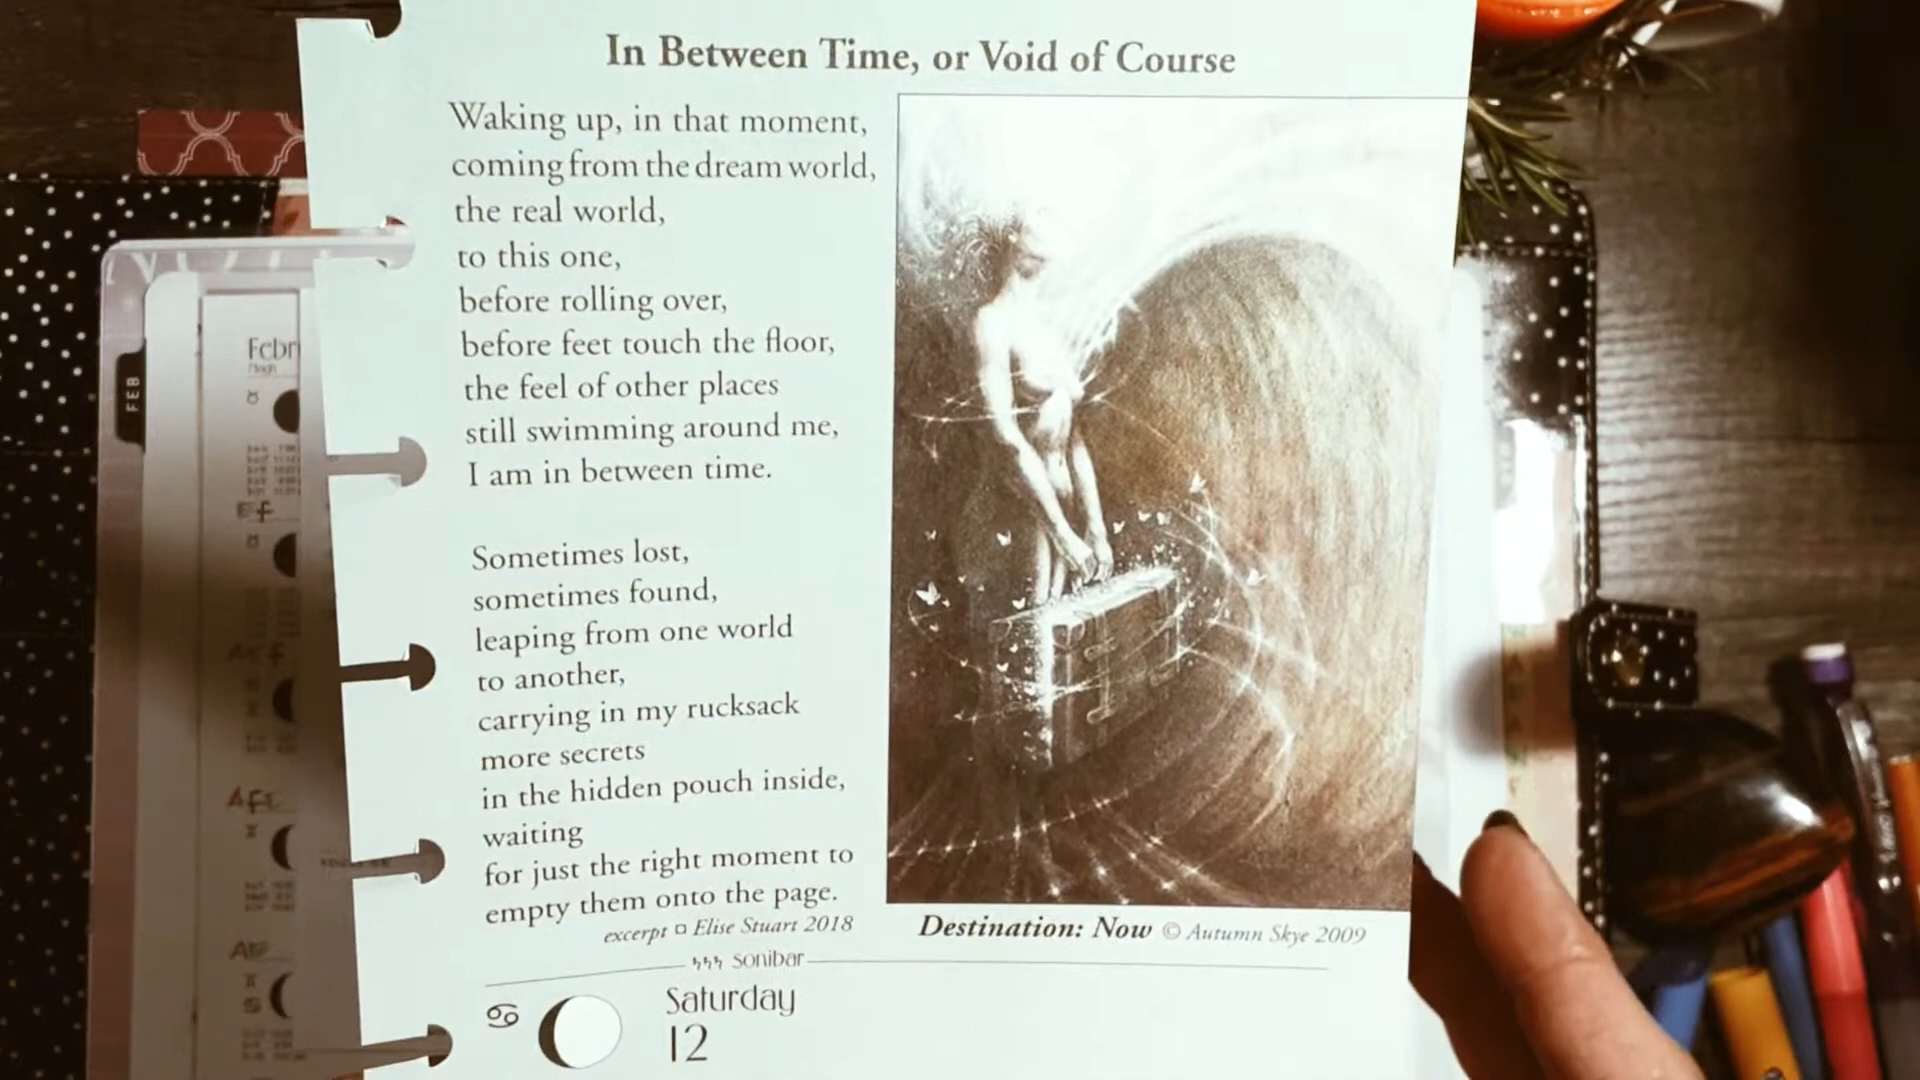 In Between Time, or Void of Course
Waking up, in that moment,
coming from the dream world,
the real world,
to this one,
before rolling over,
before feet touch the floor,
the feel of other places
still swimming around me,
I am in between time.
Sometimes lost,
sometimes found,
leaping from one world
to another,
carrying in my rucksack
more secrets
in the hidden pouch inside,
waiting
for just the right moment to
empty them onto the page.
excerpt ¤ Elise Stuart 2018
Destination: Now © Autumn Skye 2009
♄♄♄ sonibar
♋ Saturday
12
FEB
Febr